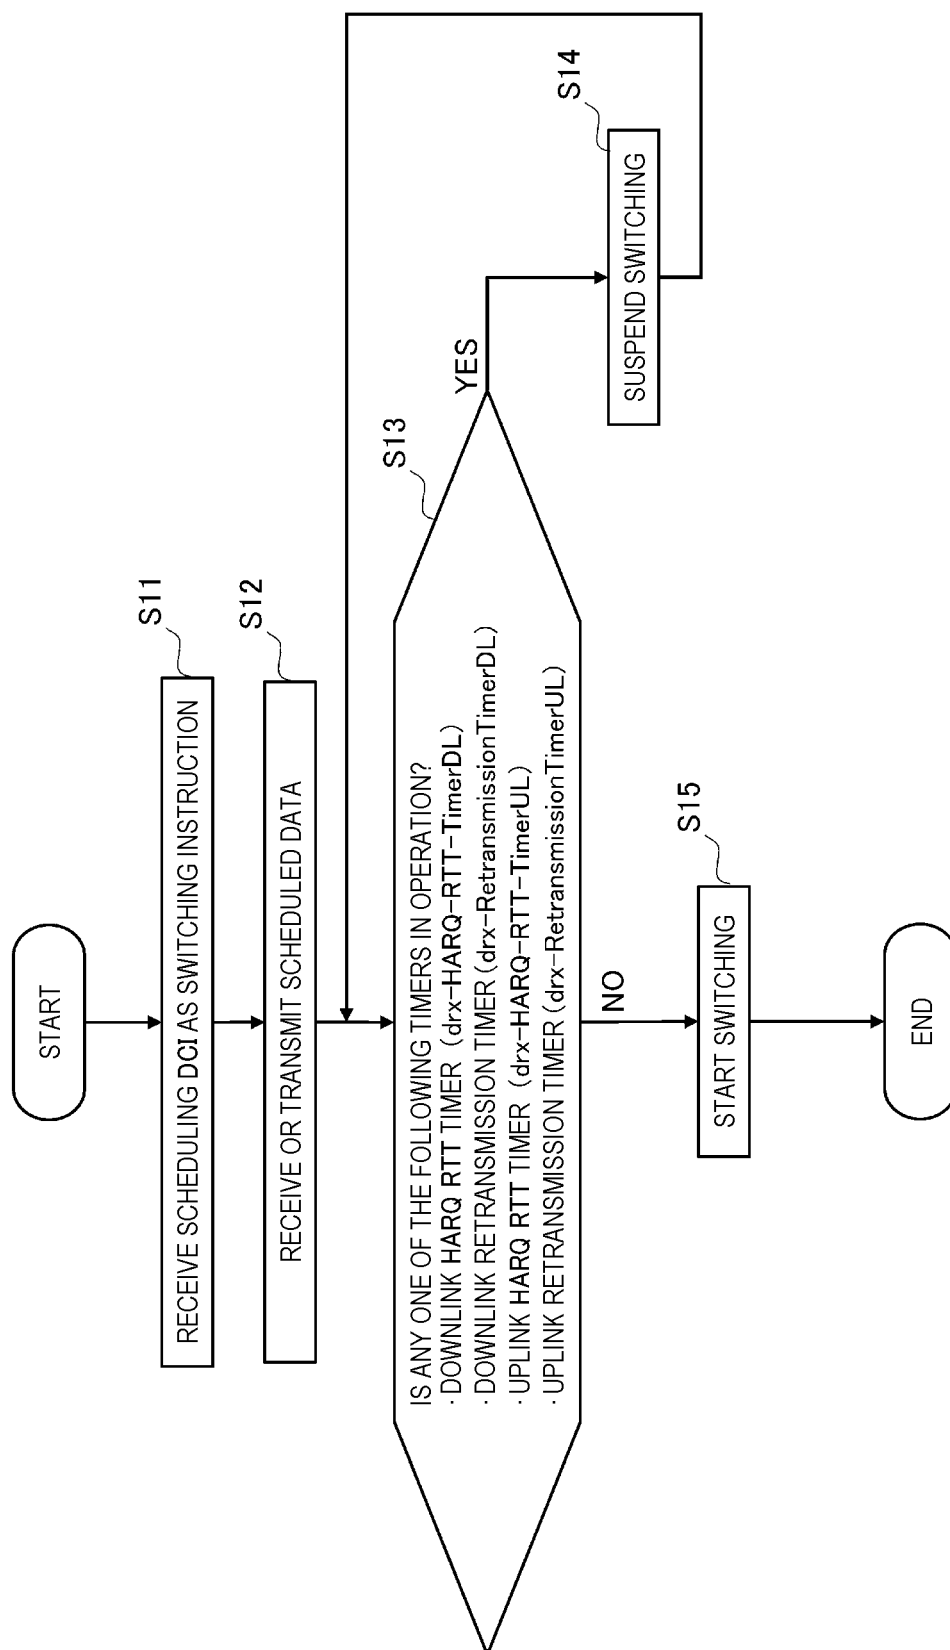 START
S11
RECEIVE SCHEDULING DCI AS SWITCHING INSTRUCTION
S12
RECEIVE OR TRANSMIT SCHEDULED DATA
S13
IS ANY ONE OF THE FOLLOWING TIMERS IN OPERATION?
· DOWNLINK HARQ RTT TIMER (drx-HARQ-RTT-TimerDL)
· DOWNLINK RETRANSMISSION TIMER (drx-RetransmissionTimerDL)
· UPLINK HARQ RTT TIMER (drx-HARQ-RTT-TimerUL)
· UPLINK RETRANSMISSION TIMER (drx-RetransmissionTimerUL)
YES
S14
SUSPEND SWITCHING
NO
S15
START SWITCHING
END